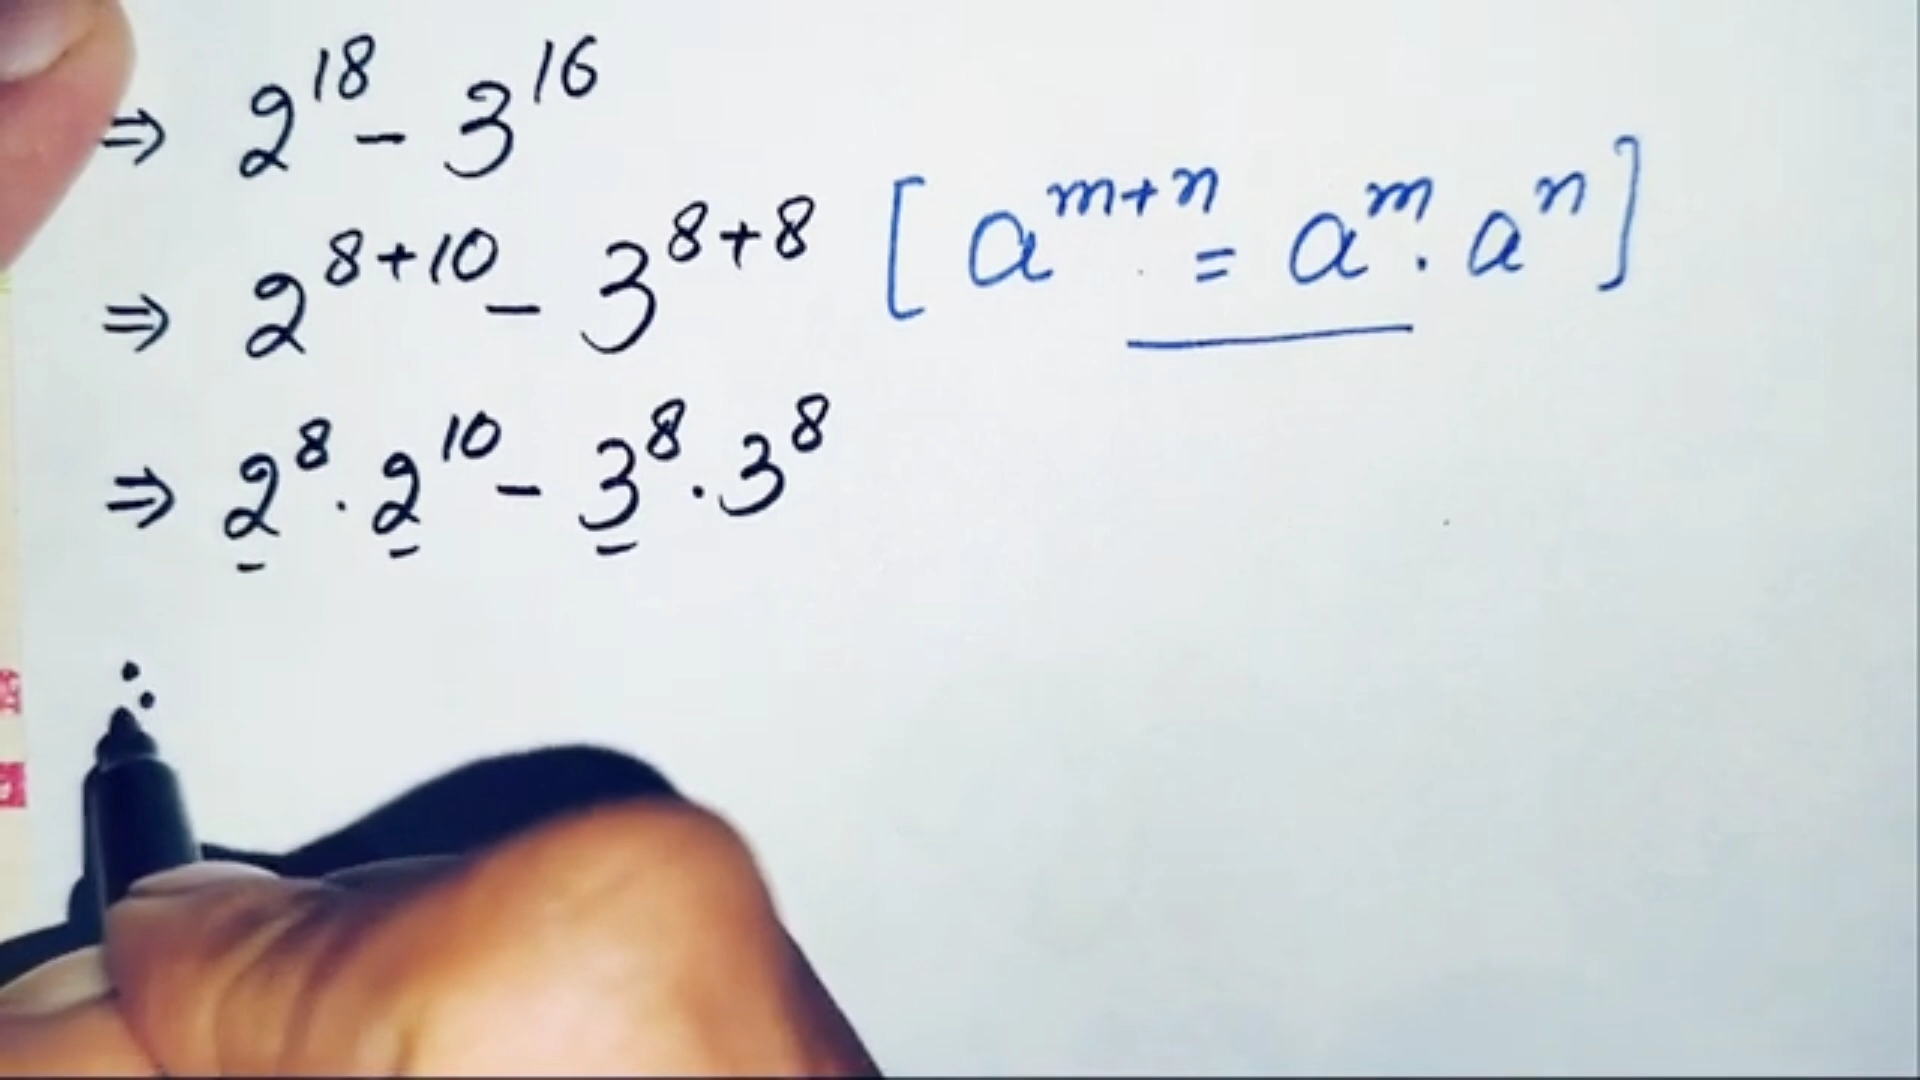 ⇒ 2^18 - 3^16
⇒ 2^8+10 - 3^8+8 [a^m+n = a^m . a^n]
⇒ 2^8 . 2^10 - 3^8 . 3^8